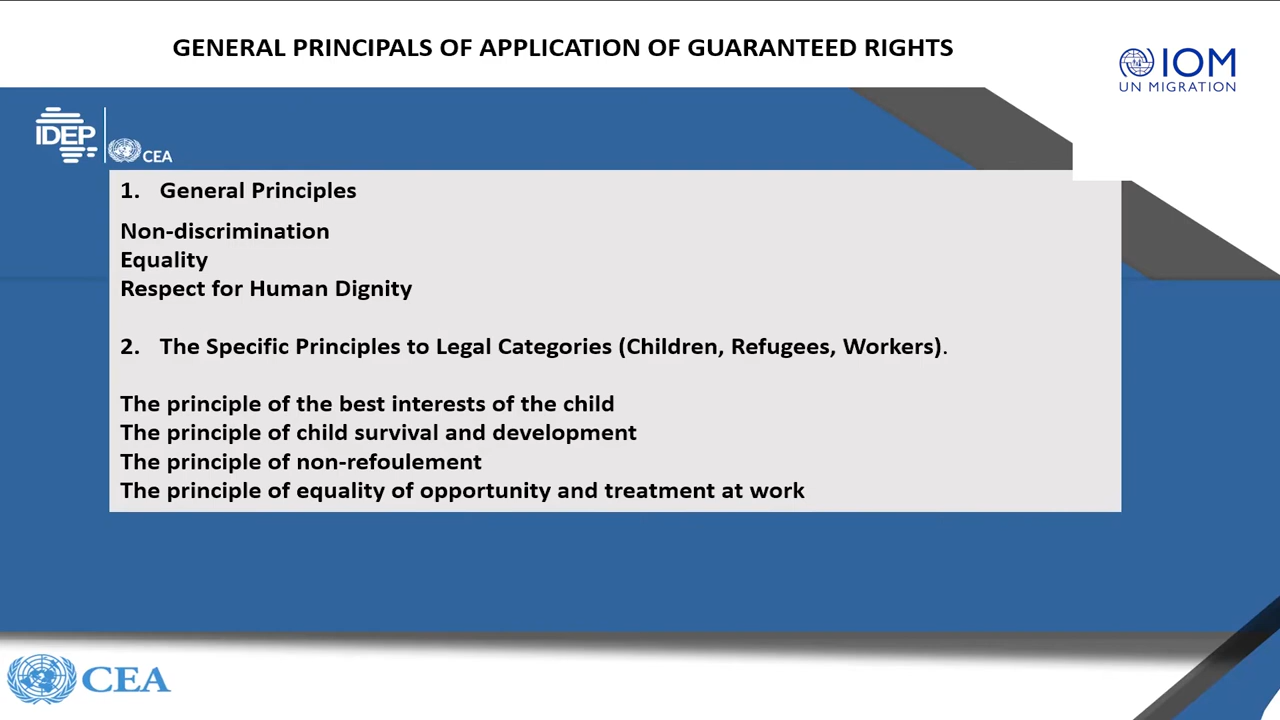 GENERAL PRINCIPALS OF APPLICATION OF GUARANTEED RIGHTS
IOM
UN MIGRATION
IDEP
CEA
1. General Principles
Non-discrimination
Equality
Respect for Human Dignity
2. The Specific Principles to Legal Categories (Children, Refugees, Workers).
The principle of the best interests of the child
The principle of child survival and development
The principle of non-refoulement
The principle of equality of opportunity and treatment at work
CEA